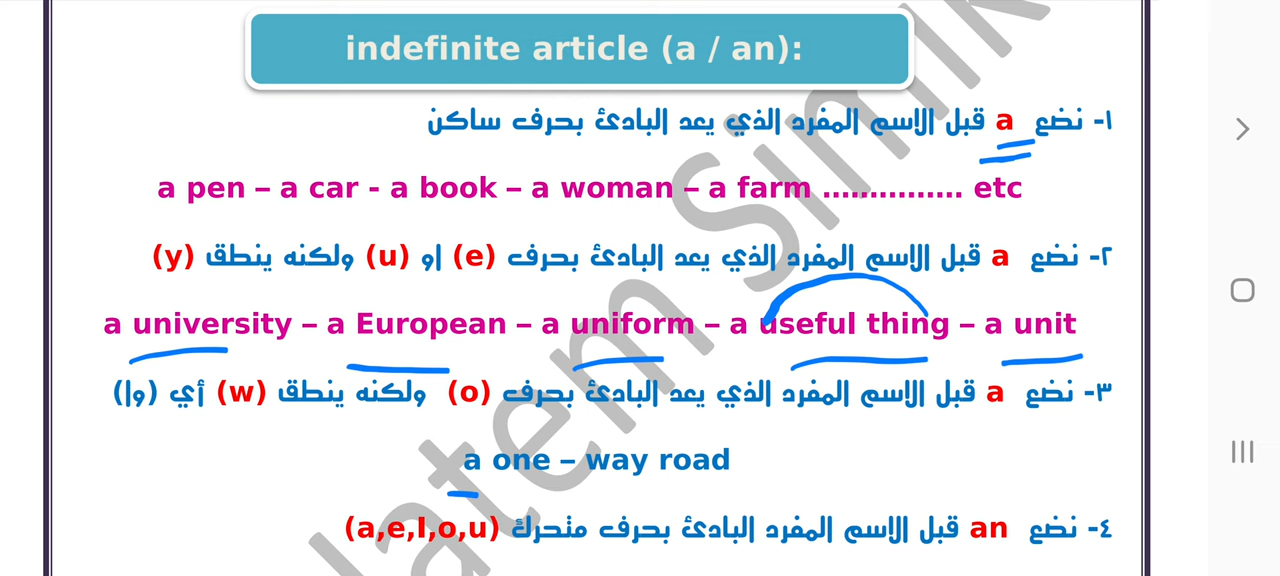 indefinite article (a / an):
١- نضع a قبل الاسم المفرد الذي يعد البادئ بحرف ساكن
a pen – a car - a book – a woman – a farm ............... etc
٢- نضع a قبل الاسم المفرد الذي يعد البادئ بحرف (e) او (u) ولكنه ينطق (y)
a university – a European – a uniform – a useful thing – a unit
٣- نضع a قبل الاسم المفرد الذي يعد البادئ بحرف (o) ولكنه ينطق (w) أي (وا)
a one – way road
٤- نضع an قبل الاسم المفرد البادئ بحرف متحرك (a,e,I,o,u)